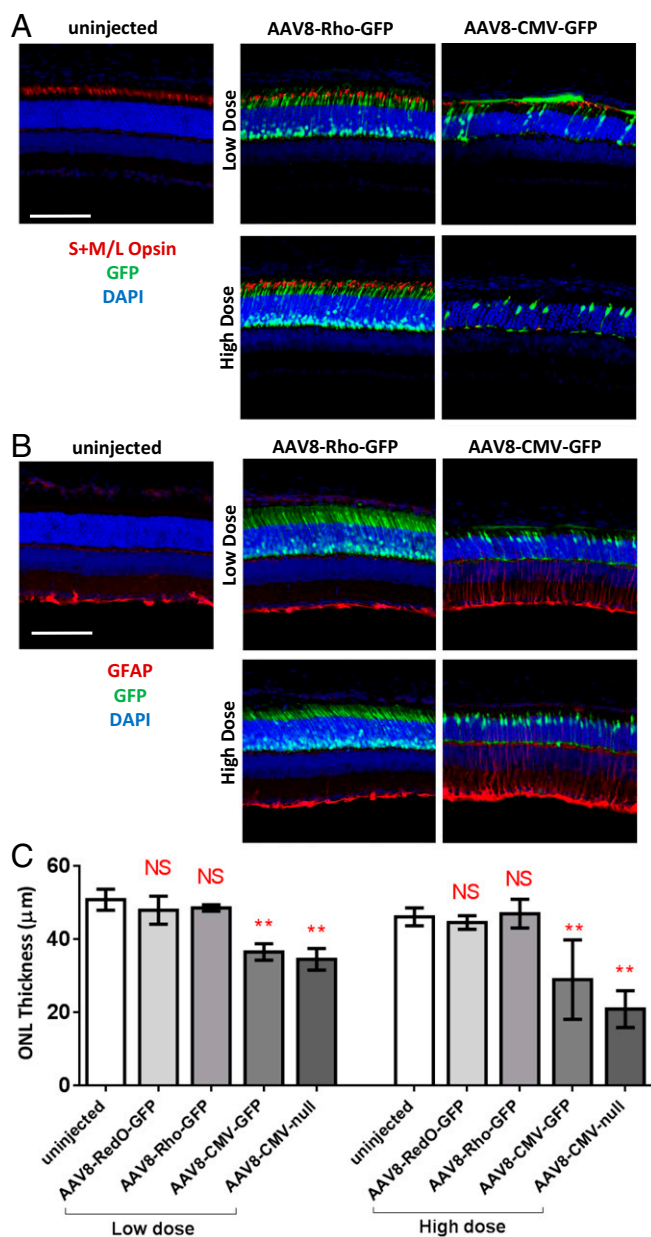 A
uninjected
AAV8-Rho-GFP
AAV8-CMV-GFP
Low Dose
S+M/L Opsin
GFP
DAPI
High Dose
B
uninjected
AAV8-Rho-GFP
AAV8-CMV-GFP
Low Dose
GFAP
GFP
DAPI
High Dose
C
ONL Thickness (μm)
60
40
20
0
NS
NS
**
**
NS
NS
**
**
uninjected
AAV8-RedO-GFP
AAV8-Rho-GFP
AAV8-CMV-GFP
AAV8-CMV-null
uninjected
AAV8-RedO-GFP
AAV8-Rho-GFP
AAV8-CMV-GFP
AAV8-CMV-null
Low dose
High dose